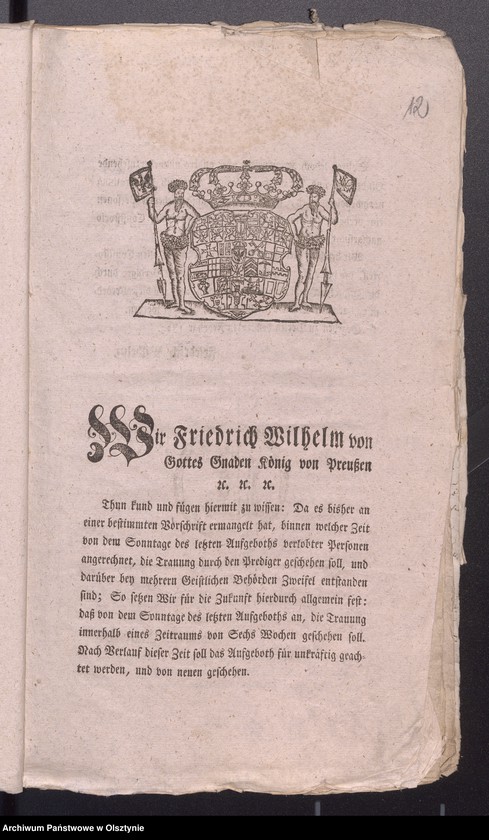 12
Wir Friedrich Wilhelm von
Gottes Gnaden König von Preußen
ꝛc. ꝛc. ꝛc.
Thun kund und fügen hiermit zu wissen: Da es bisher an
einer bestimmten Vorschrift ermangelt hat, binnen welcher Zeit
von dem Sonntage des letzten Aufgeboths verlobter Personen
angerechnet, die Trauung durch den Prediger geschehen soll, und
darüber bey mehrern Geistlichen Behörden Zweifel entstanden
sind; So setzen Wir für die Zukunft hierdurch allgemein fest:
daß von dem Sonntage des letzten Aufgeboths an, die Trauung
innerhalb eines Zeitraums von Sechs Wochen geschehen soll.
Nach Verlauf dieser Zeit soll das Aufgeboth für unkräftig geach-
tet werden, und von neuen geschehen.
Archiwum Państwowe w Olsztynie